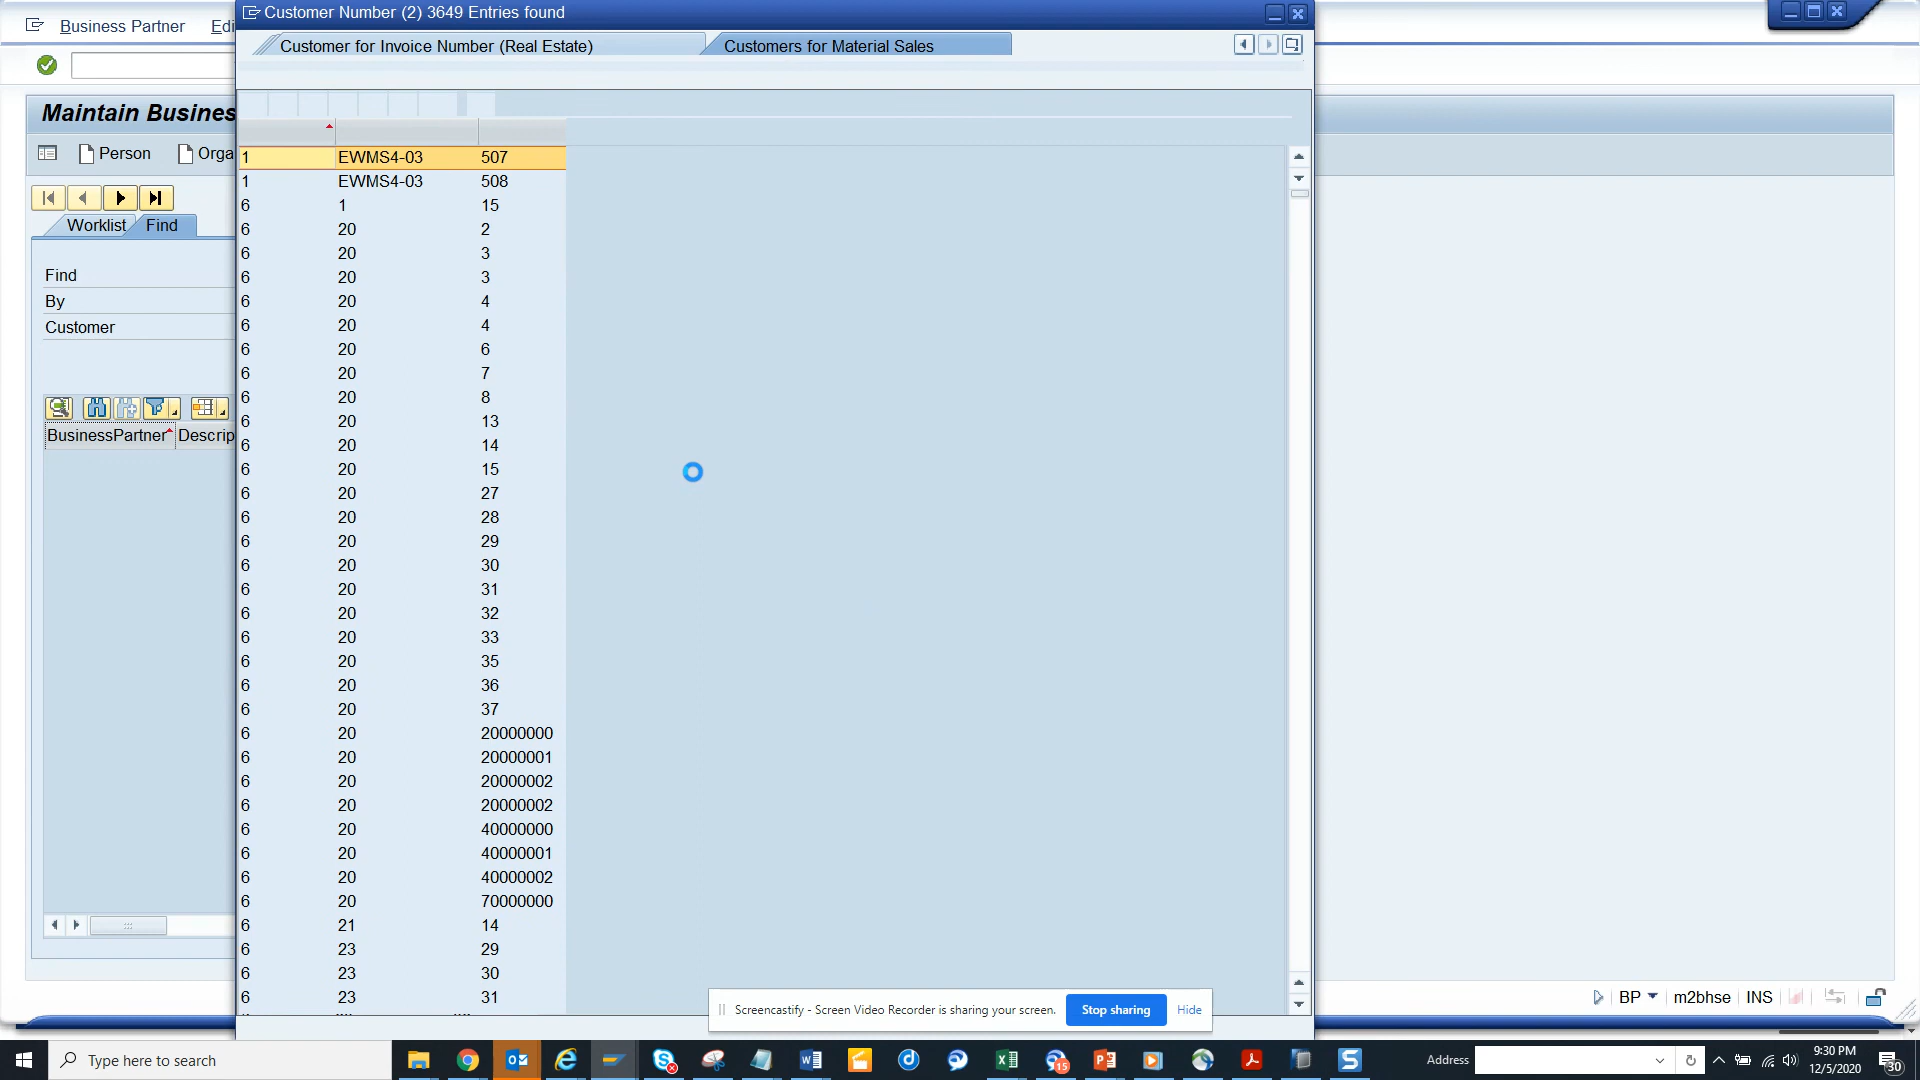 Business Partner Edi
Customer Number (2) 3649 Entries found
Customer for Invoice Number (Real Estate) Customers for Material Sales
Maintain Busines
Person Orga
Worklist Find
Find
By
Customer
BusinessPartner Descrip
1 EWMS4-03 507
1 EWMS4-03 508
6 1 15
6 20 2
6 20 3
6 20 3
6 20 4
6 20 4
6 20 6
6 20 7
6 20 8
6 20 13
6 20 14
6 20 15
6 20 27
6 20 28
6 20 29
6 20 30
6 20 31
6 20 32
6 20 33
6 20 35
6 20 36
6 20 37
6 20 20000000
6 20 20000001
6 20 20000002
6 20 20000002
6 20 40000000
6 20 40000001
6 20 40000002
6 20 70000000
6 21 14
6 23 29
6 23 30
6 23 31
BP m2bhse INS
Screencastify - Screen Video Recorder is sharing your screen. Stop sharing Hide
Type here to search
15
Address
9:30 PM
12/5/2020
30